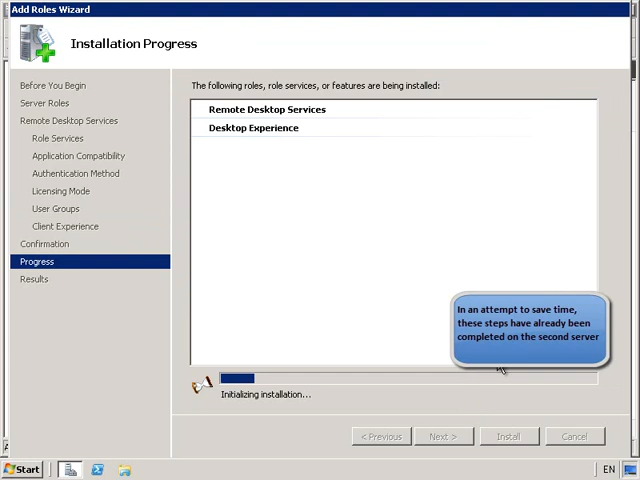 Add Roles Wizard
Installation Progress
Before You Begin
Server Roles
Remote Desktop Services
Role Services
Application Compatibility
Authentication Method
Licensing Mode
User Groups
Client Experience
Confirmation
Progress
Results
The following roles, role services, or features are being installed:
Remote Desktop Services
Desktop Experience
In an attempt to save time,
these steps have already been
completed on the second server
Initializing installation...
< Previous
Next >
Install
Cancel
Start
EN